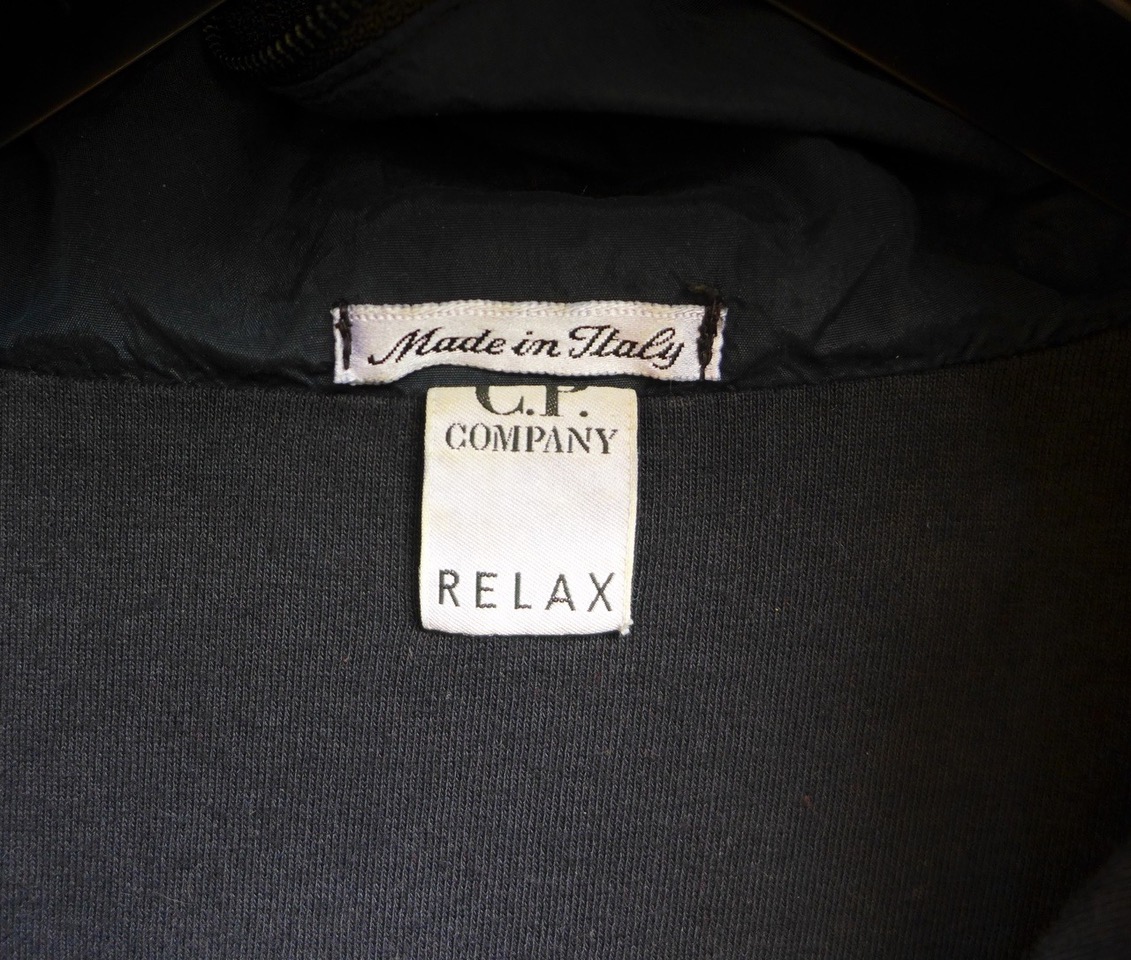 Made in Italy
C.P.
COMPANY
RELAX